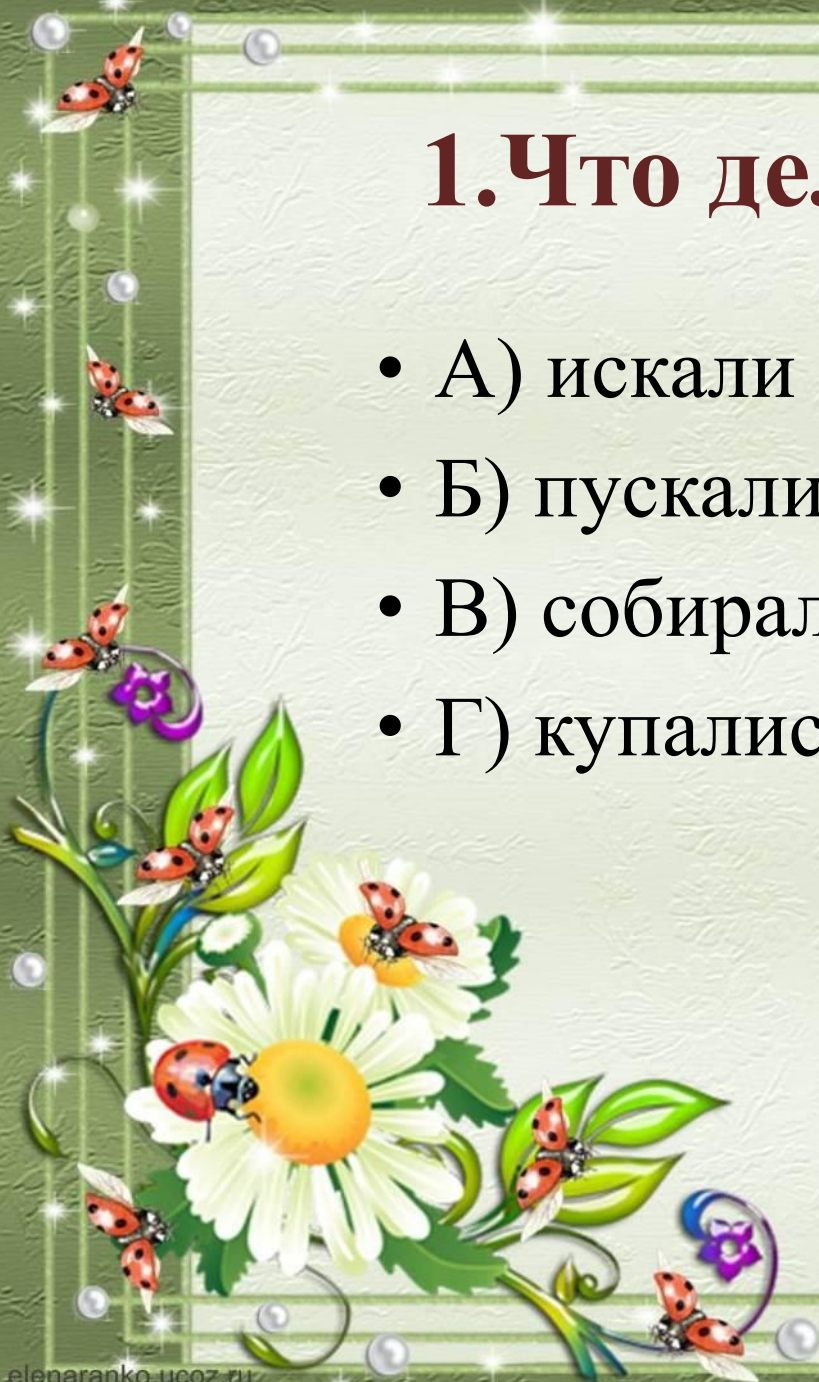 1.Что де
• А) искали
• Б) пускали
• В) собирал
• Г) купалис
elenaranko.ucoz.ru